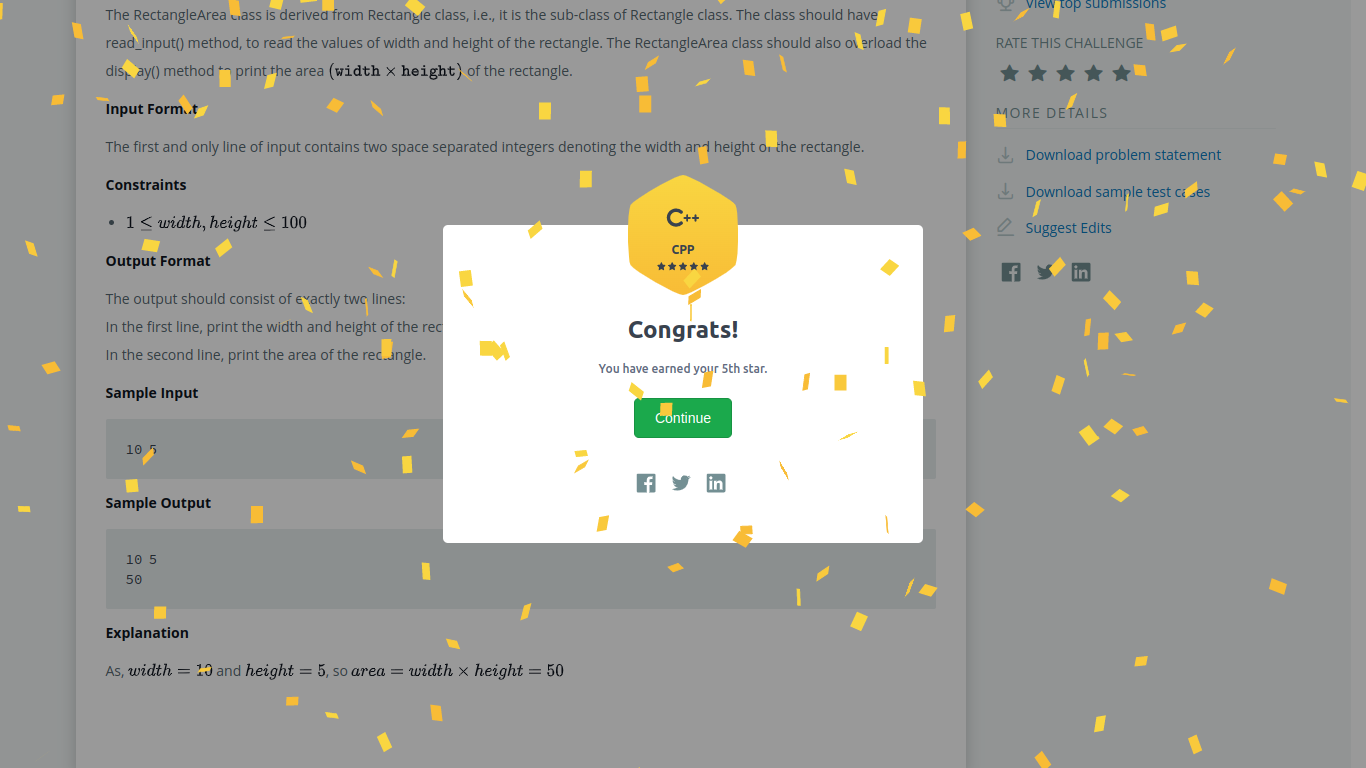 The RectangleArea class is derived from Rectangle class, i.e., it is the sub-class of Rectangle class. The class should have
read_input() method, to read the values of width and height of the rectangle. The RectangleArea class should also overload the
display() method to print the area (width × height) of the rectangle.
Input Format
The first and only line of input contains two space separated integers denoting the width and height of the rectangle.
Constraints
• 1 ≤ width, height ≤ 100
Output Format
The output should consist of exactly two lines:
In the first line, print the width and height of the
In the second line, print the area of the rectangle.
Sample Input
10 5
Sample Output
10 5
50
Explanation
As, width = 10 and height = 5, so area = width × height = 50
C++
CPP
Congrats!
You have earned your 5th star.
Continue
View top submissions
RATE THIS CHALLENGE
MORE DETAILS
Download problem statement
Download sample test cases
Suggest Edits